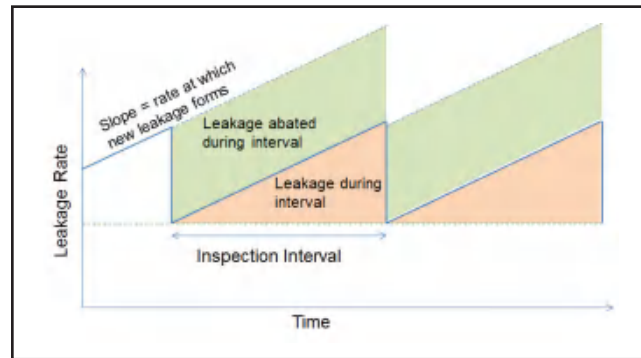 Slope = rate at which
new leakage forms
Leakage abated
during interval
Leakage during
interval
Leakage Rate
Inspection Interval
Time